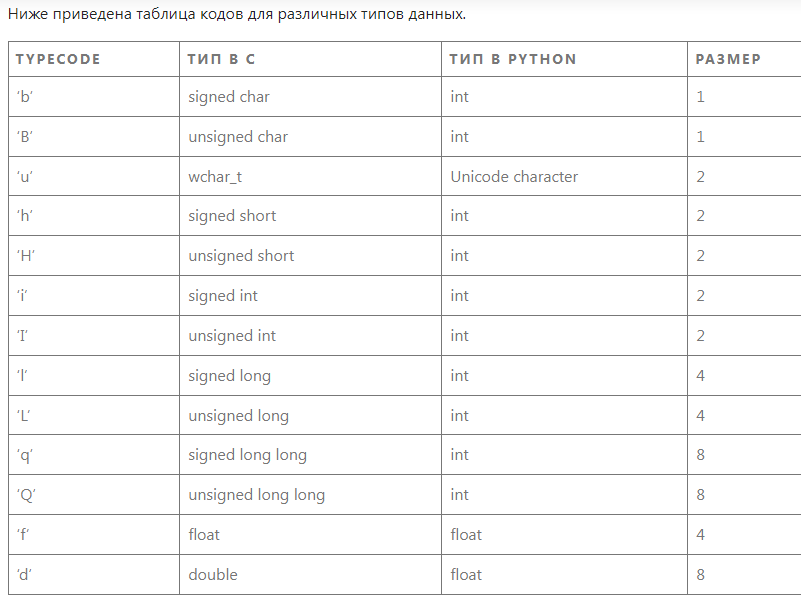 Ниже приведена таблица кодов для различных типов данных.
TYPECODE ТИП В С ТИП В PYTHON РАЗМЕР
‘b’ signed char int 1
‘B’ unsigned char int 1
‘u’ wchar_t Unicode character 2
‘h’ signed short int 2
‘H’ unsigned short int 2
‘i’ signed int int 2
‘I’ unsigned int int 2
‘l’ signed long int 4
‘L’ unsigned long int 4
‘q’ signed long long int 8
‘Q’ unsigned long long int 8
‘f’ float float 4
‘d’ double float 8